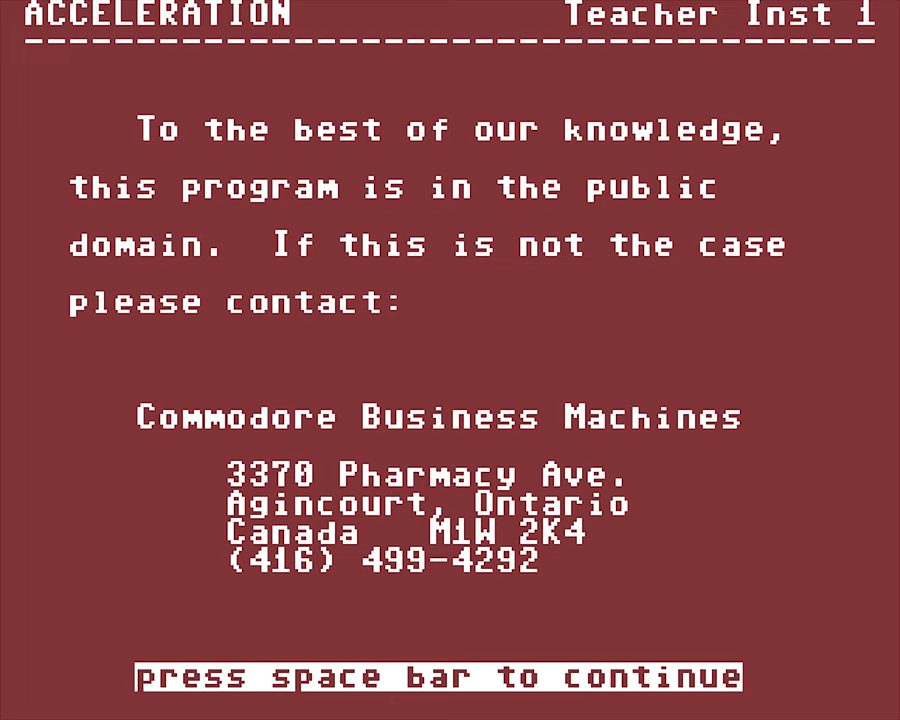 ACCELERATION Teacher Inst 1
--------------------------------------
To the best of our knowledge,
this program is in the public
domain.  If this is not the case
please contact:
Commodore Business Machines
3370 Pharmacy Ave.
Agincourt, Ontario
Canada   M1W 2K4
(416) 499-4292
press space bar to continue